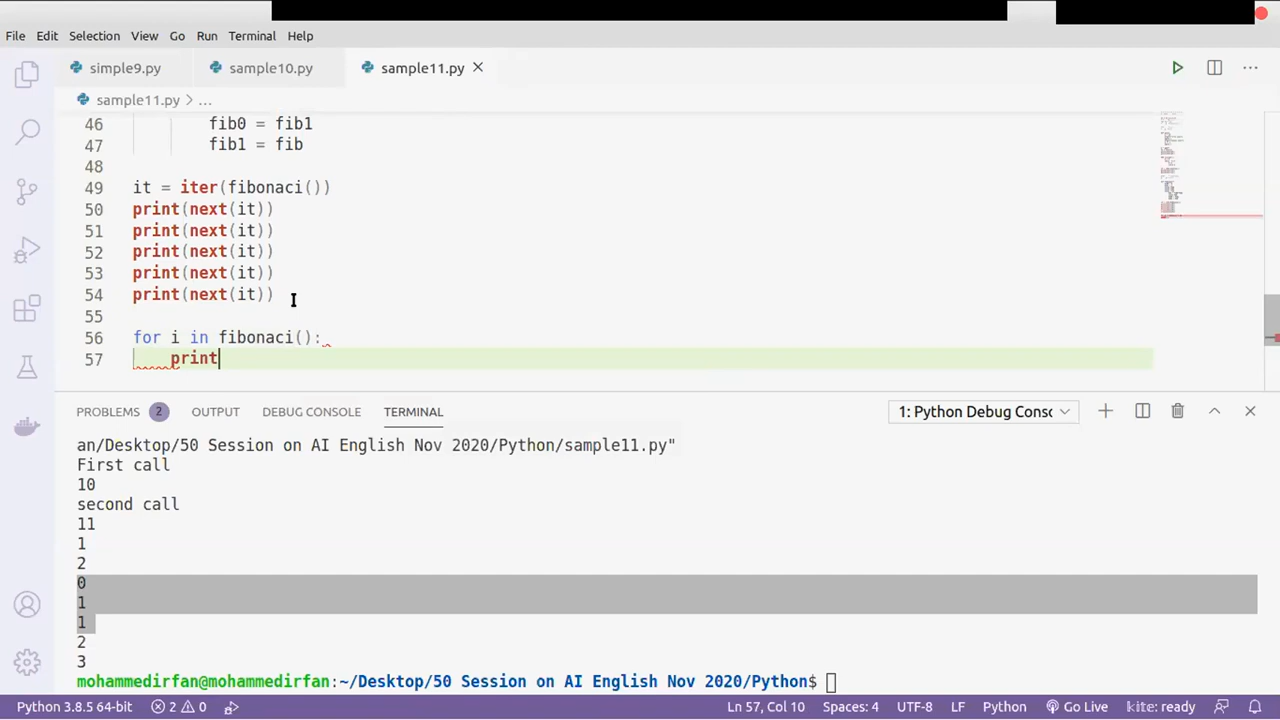 File Edit Selection View Go Run Terminal Help
simple9.py sample10.py sample11.py
sample11.py > ...
46 fib0 = fib1
47 fib1 = fib
48
49 it = iter(fibonaci())
50 print(next(it))
51 print(next(it))
52 print(next(it))
53 print(next(it))
54 print(next(it))
55
56 for i in fibonaci():
57 print
PROBLEMS 2 OUTPUT DEBUG CONSOLE TERMINAL 1: Python Debug Consc
an/Desktop/50 Session on AI English Nov 2020/Python/sample11.py"
First call
10
second call
11
1
2
0
1
1
2
3
mohammedirfan@mohammedirfan:~/Desktop/50 Session on AI English Nov 2020/Python$
Python 3.8.5 64-bit 2 0 Ln 57, Col 10 Spaces: 4 UTF-8 LF Python Go Live kite: ready